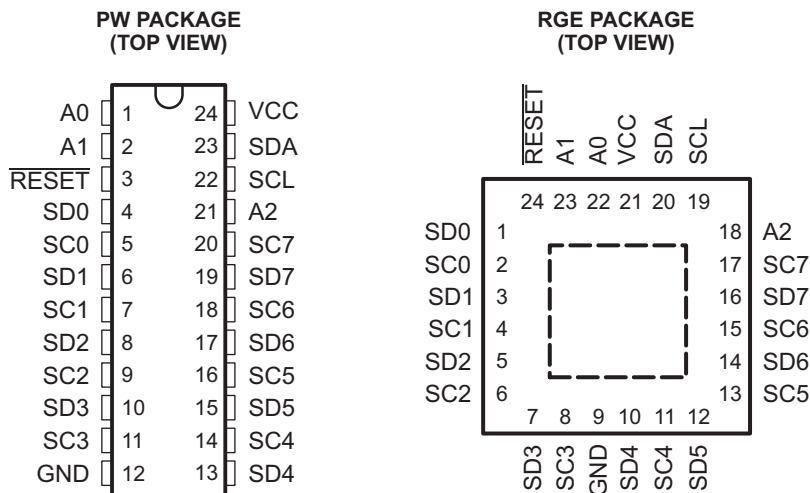 PW PACKAGE
(TOP VIEW)
A0 1 24 VCC
A1 2 23 SDA
RESET 3 22 SCL
SD0 4 21 A2
SC0 5 20 SC7
SD1 6 19 SD7
SC1 7 18 SC6
SD2 8 17 SD6
SC2 9 16 SC5
SD3 10 15 SD5
SC3 11 14 SC4
GND 12 13 SD4
RGE PACKAGE
(TOP VIEW)
RESET A1 A0 VCC SDA SCL
24 23 22 21 20 19
SD0 1 18 A2
SC0 2 17 SC7
SD1 3 16 SD7
SC1 4 15 SC6
SD2 5 14 SD6
SC2 6 13 SC5
7 8 9 10 11 12
SD3 SC3 GND SD4 SC4 SD5